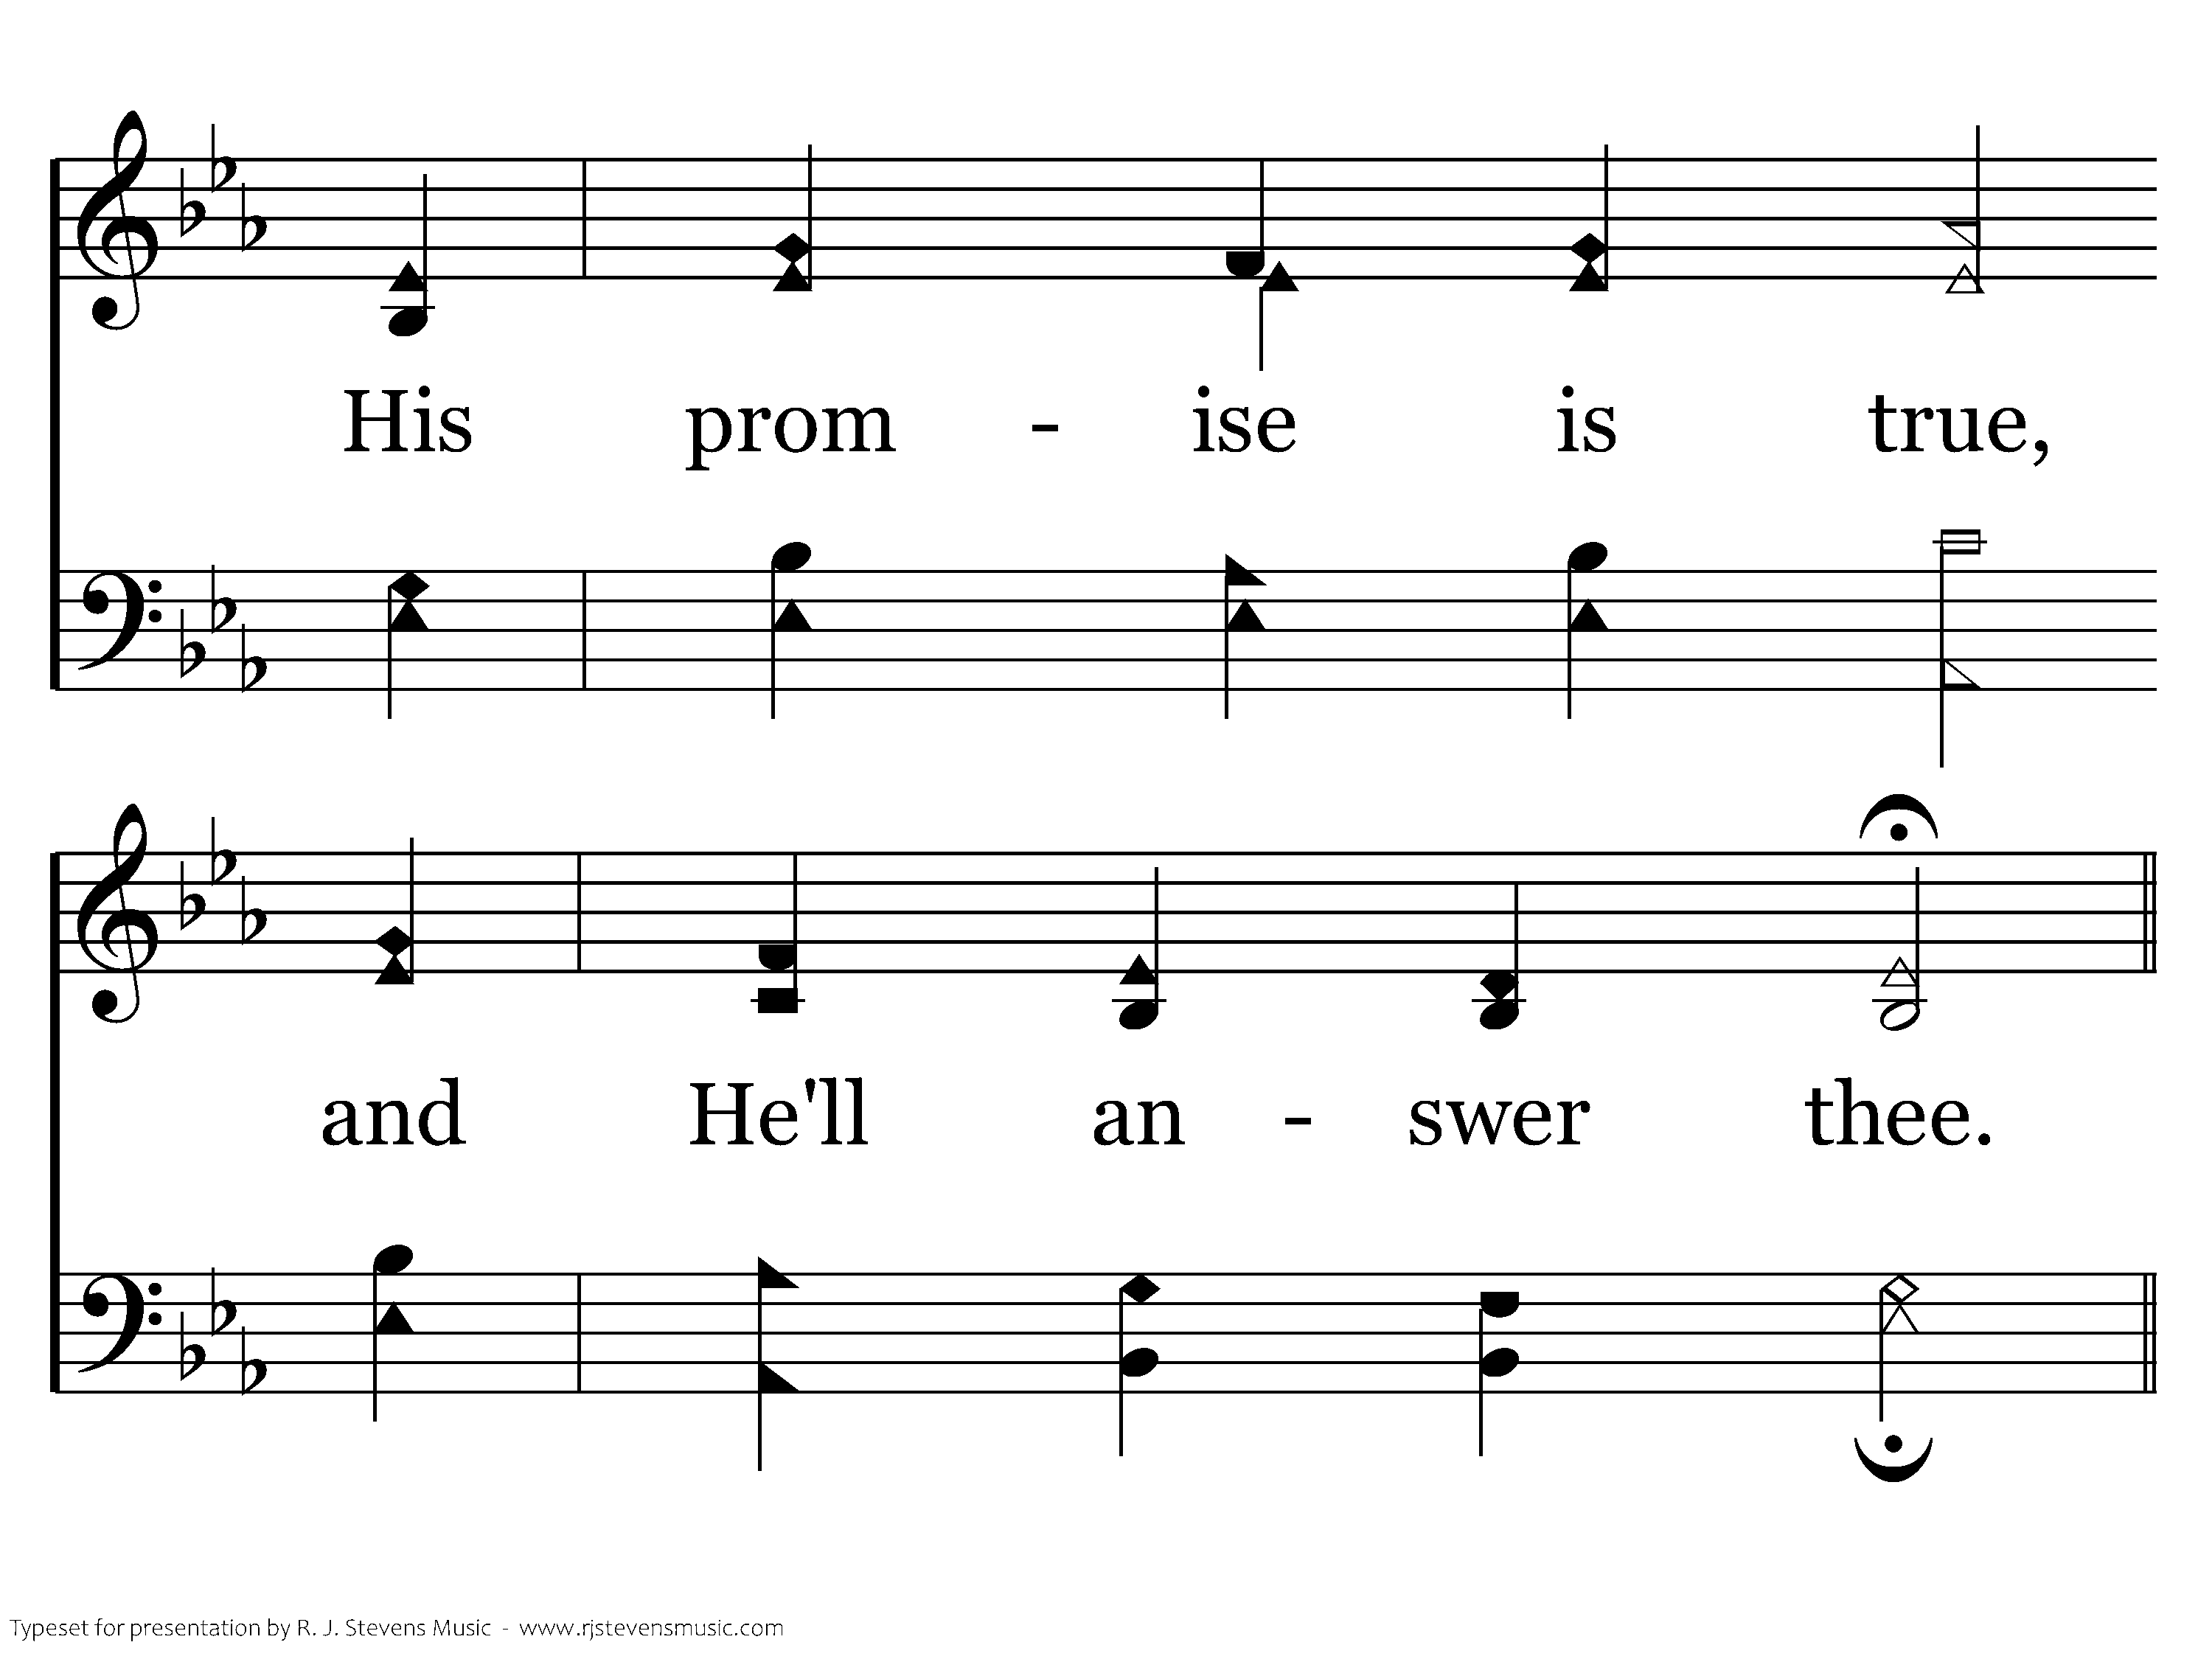 His prom - ise is true,
and He'll an - swer thee.
Typeset for presentation by R. J. Stevens Music - www.rjstevensmusic.com